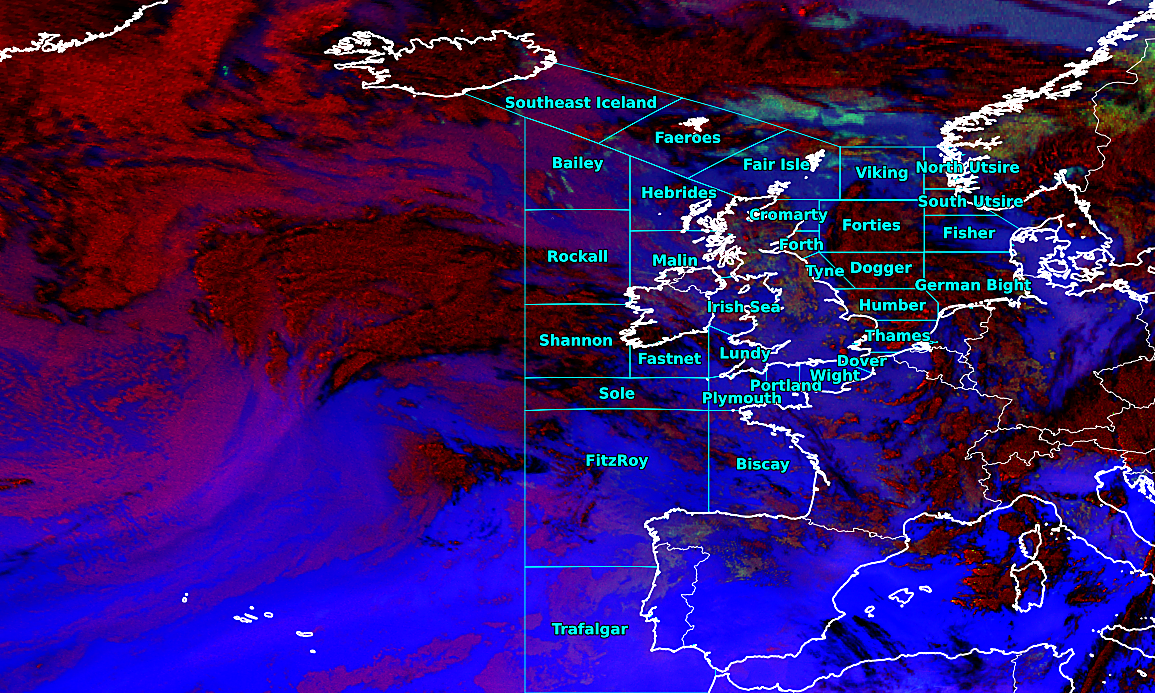 Southeast Iceland
Faeroes
Bailey
Fair Isle
Viking
North Utsire
Hebrides
South Utsire
Cromarty
Forties
Fisher
Forth
Rockall
Malin
Tyne
Dogger
German Bight
Irish Sea
Humber
Shannon
Thames
Fastnet
Lundy
Dover
Wight
Portland
Sole
Plymouth
FitzRoy
Biscay
Trafalgar